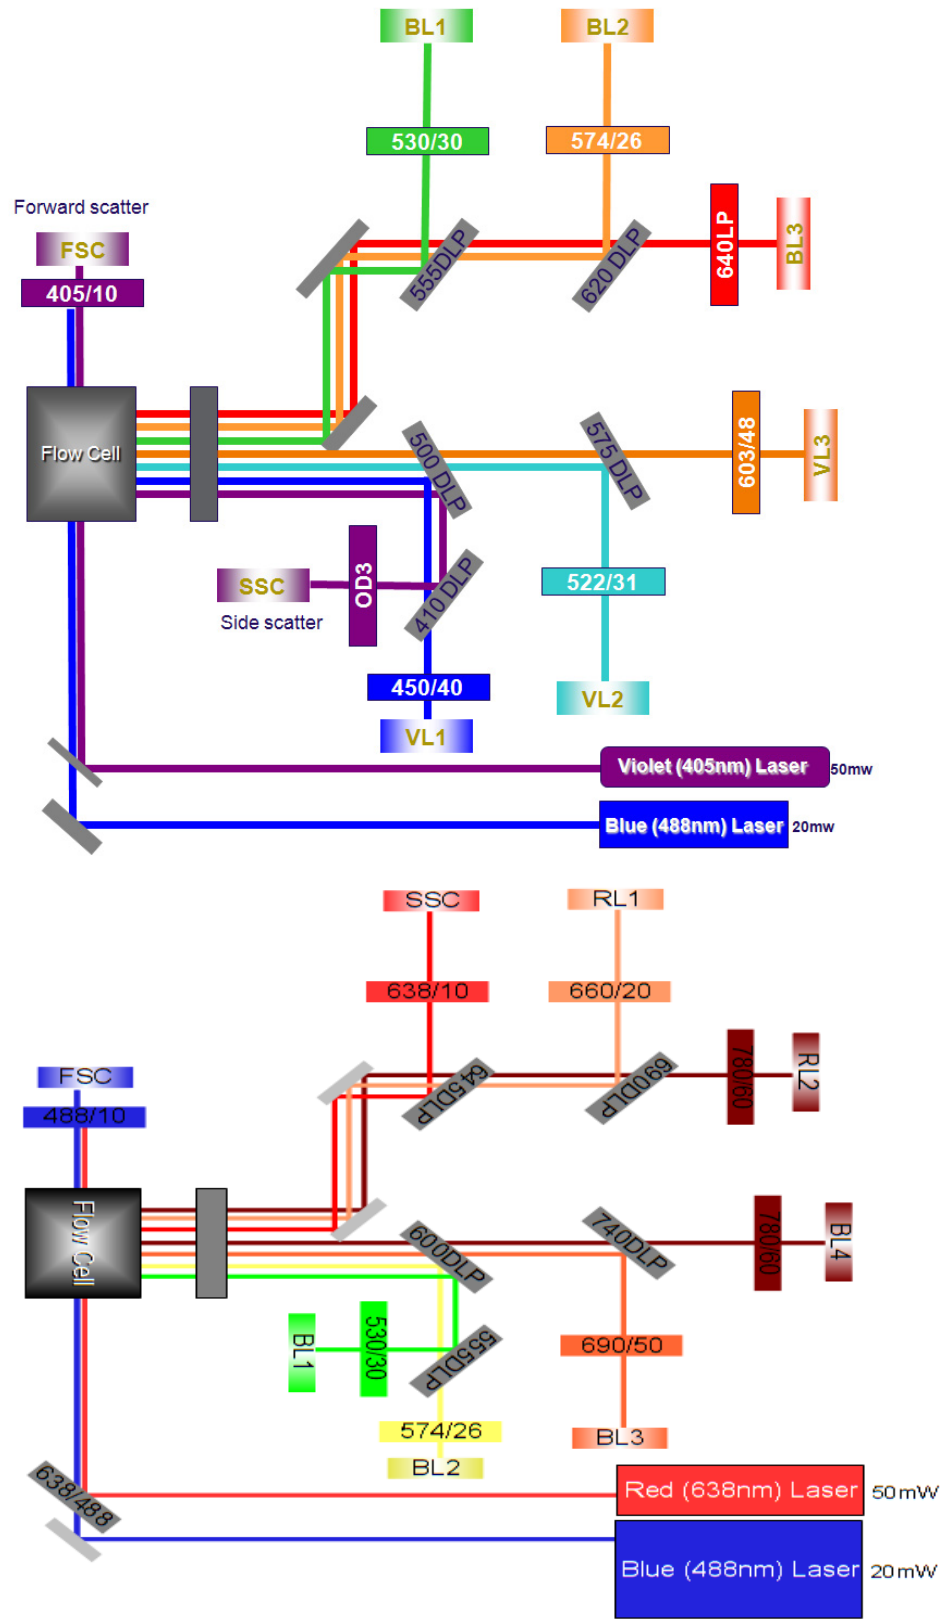 BL1
BL2
530/30
574/26
Forward scatter
FSC
640LP
BL3
405/10
555DLP
620 DLP
Flow Cell
500 DLP
575 DLP
603/48
VL3
SSC
OD3
410 DLP
522/31
Side scatter
450/40
VL2
VL1
Violet (405nm) Laser
50mw
Blue (488nm) Laser
20mw
SSC
RL1
638/10
660/20
FSC
488/10
645DLP
690DLP
780/60
RL2
Flow Cell
600DLP
740DLP
780/60
BL4
BL1
530/30
555DLP
690/50
574/26
BL3
BL2
638/488
Red (638nm) Laser
50mW
Blue (488nm) Laser
20mW